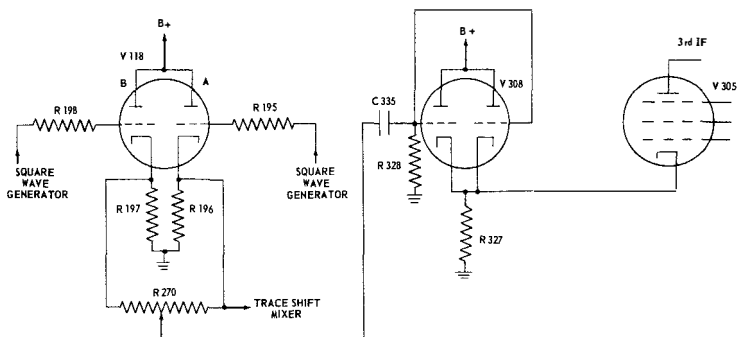 B+
V 118
B
A
R 198
R 195
SQUARE
WAVE
GENERATOR
SQUARE
WAVE
GENERATOR
R 197
R 196
R 270
TRACE SHIFT
MIXER
B+
V 308
C 335
R 328
R 327
3rd IF
V 305